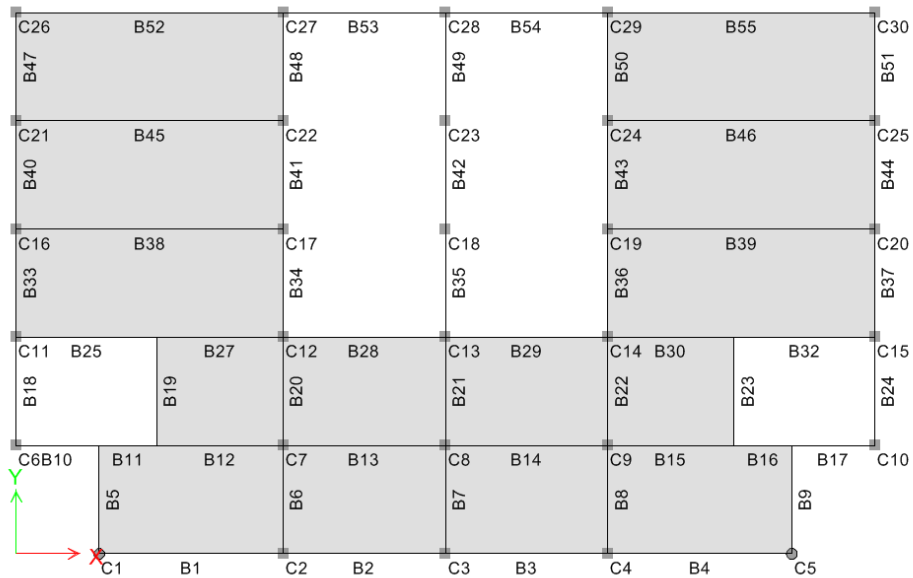 C26 B52 C27 B53 C28 B54 C29 B55 C30
B47 B48 B49 B50 B51
C21 B45 C22 C23 C24 B46 C25
B40 B41 B42 B43 B44
C16 B38 C17 C18 C19 B39 C20
B33 B34 B35 B36 B37
C11 B25 B27 C12 B28 C13 B29 C14 B30 B32 C15
B18 B19 B20 B21 B22 B23 B24
C6B10 B11 B12 C7 B13 C8 B14 C9 B15 B16 B17 C10
Y
B5 B6 B7 B8 B9
X
C1 B1 C2 B2 C3 B3 C4 B4 C5